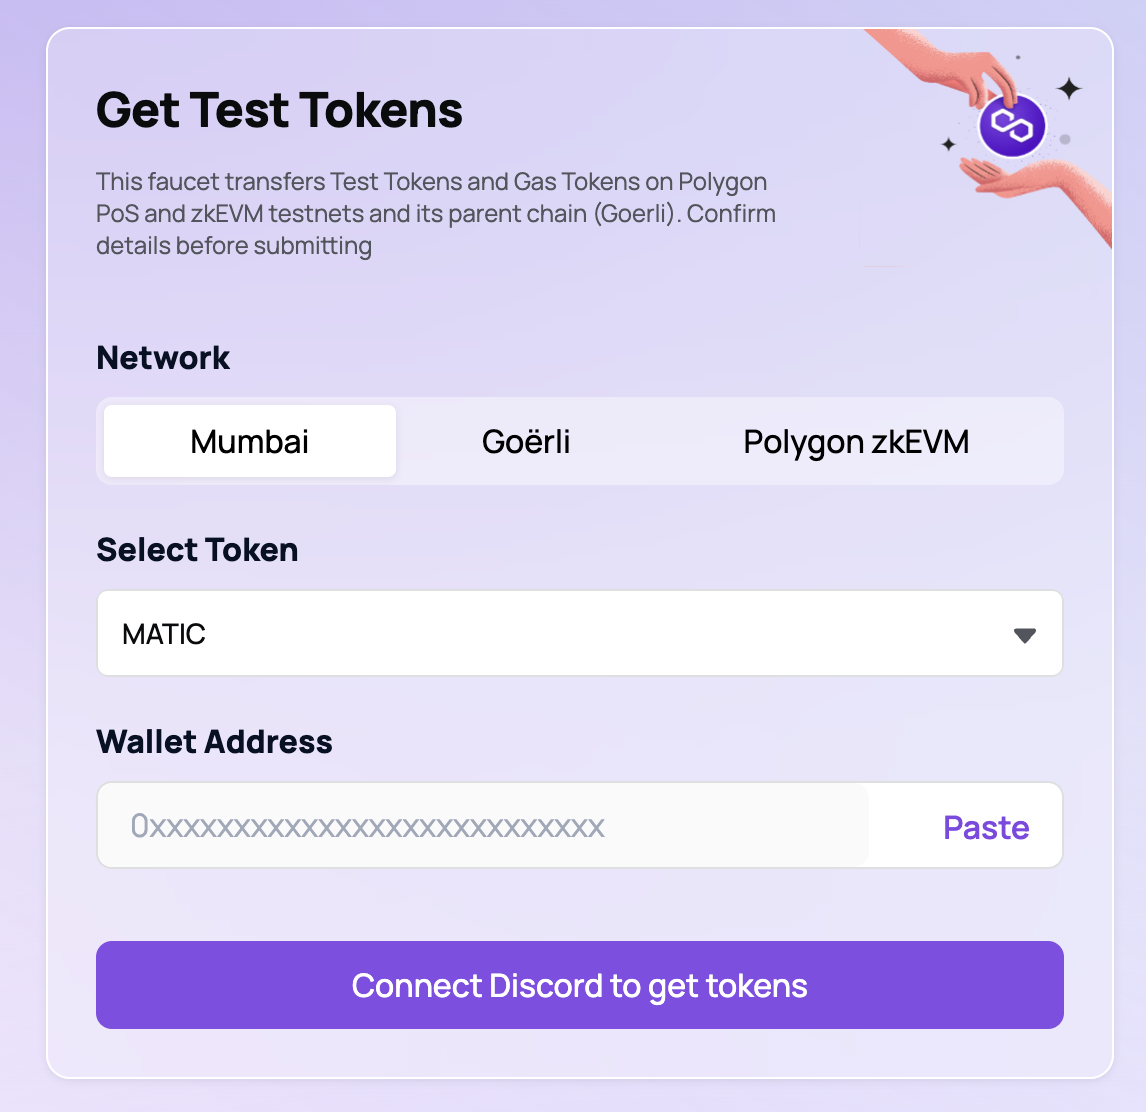 Get Test Tokens
This faucet transfers Test Tokens and Gas Tokens on Polygon
PoS and zkEVM testnets and its parent chain (Goerli). Confirm
details before submitting
Network
Mumbai Goërli Polygon zkEVM
Select Token
MATIC
Wallet Address
0xxxxxxxxxxxxxxxxxxxxxxxxxxxx
Paste
Connect Discord to get tokens